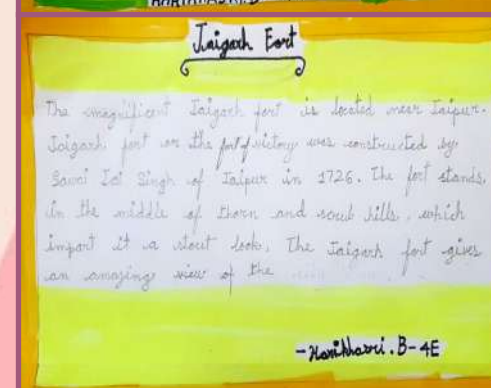 Jaigarh Fort
The magnificent Jaigarh fort is located near Jaipur.
Jaigarh fort or the fort of victory was constructed by
Sawai Jai Singh of Jaipur in 1726. The fort stands
in the middle of thorn and scrub hills, which
impart it a stout look. The Jaigarh fort gives
an amazing view of the
-Harikhavri.B-4E